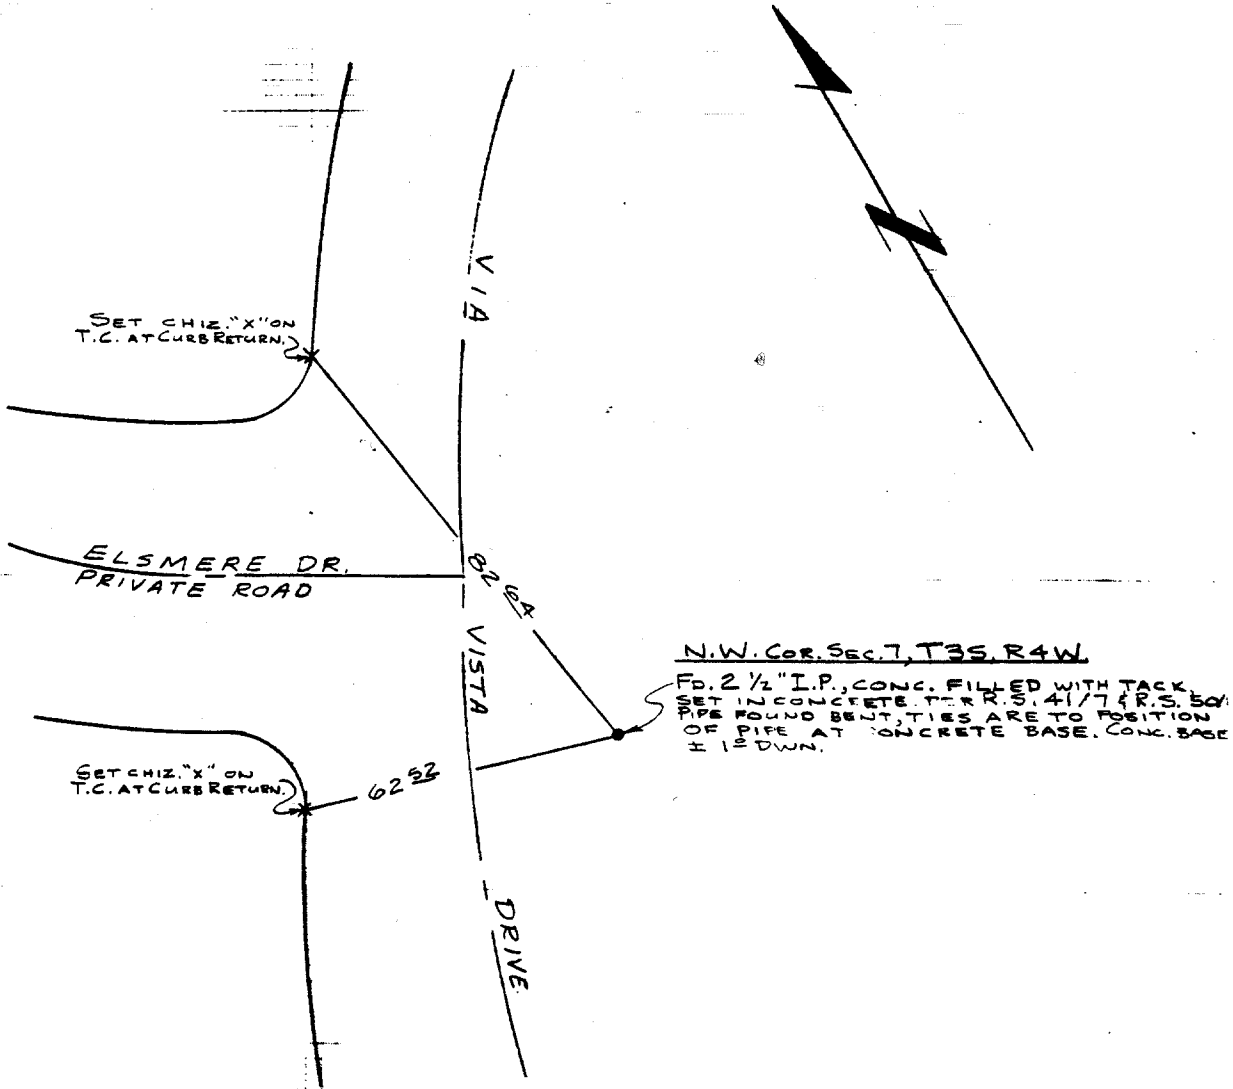 VIA
SET CHIZ. "X" ON
T.C. AT CURB RETURN.
ELSMERE DR.
PRIVATE ROAD
82 64
VISTA
N.W. COR. SEC. 7, T3S, R4W.
FD. 2 1/2" I.P., CONC. FILLED WITH TACK,
SET IN CONCRETE. R.S. 41/7 & R.S.
PIPE FOUND BENT, TIES ARE TO POSITION
OF PIPE AT CONCRETE BASE. CONC. BASE
± 1º DWN.
SET CHIZ. "X" ON
T.C. AT CURB RETURN.
62 52
DRIVE